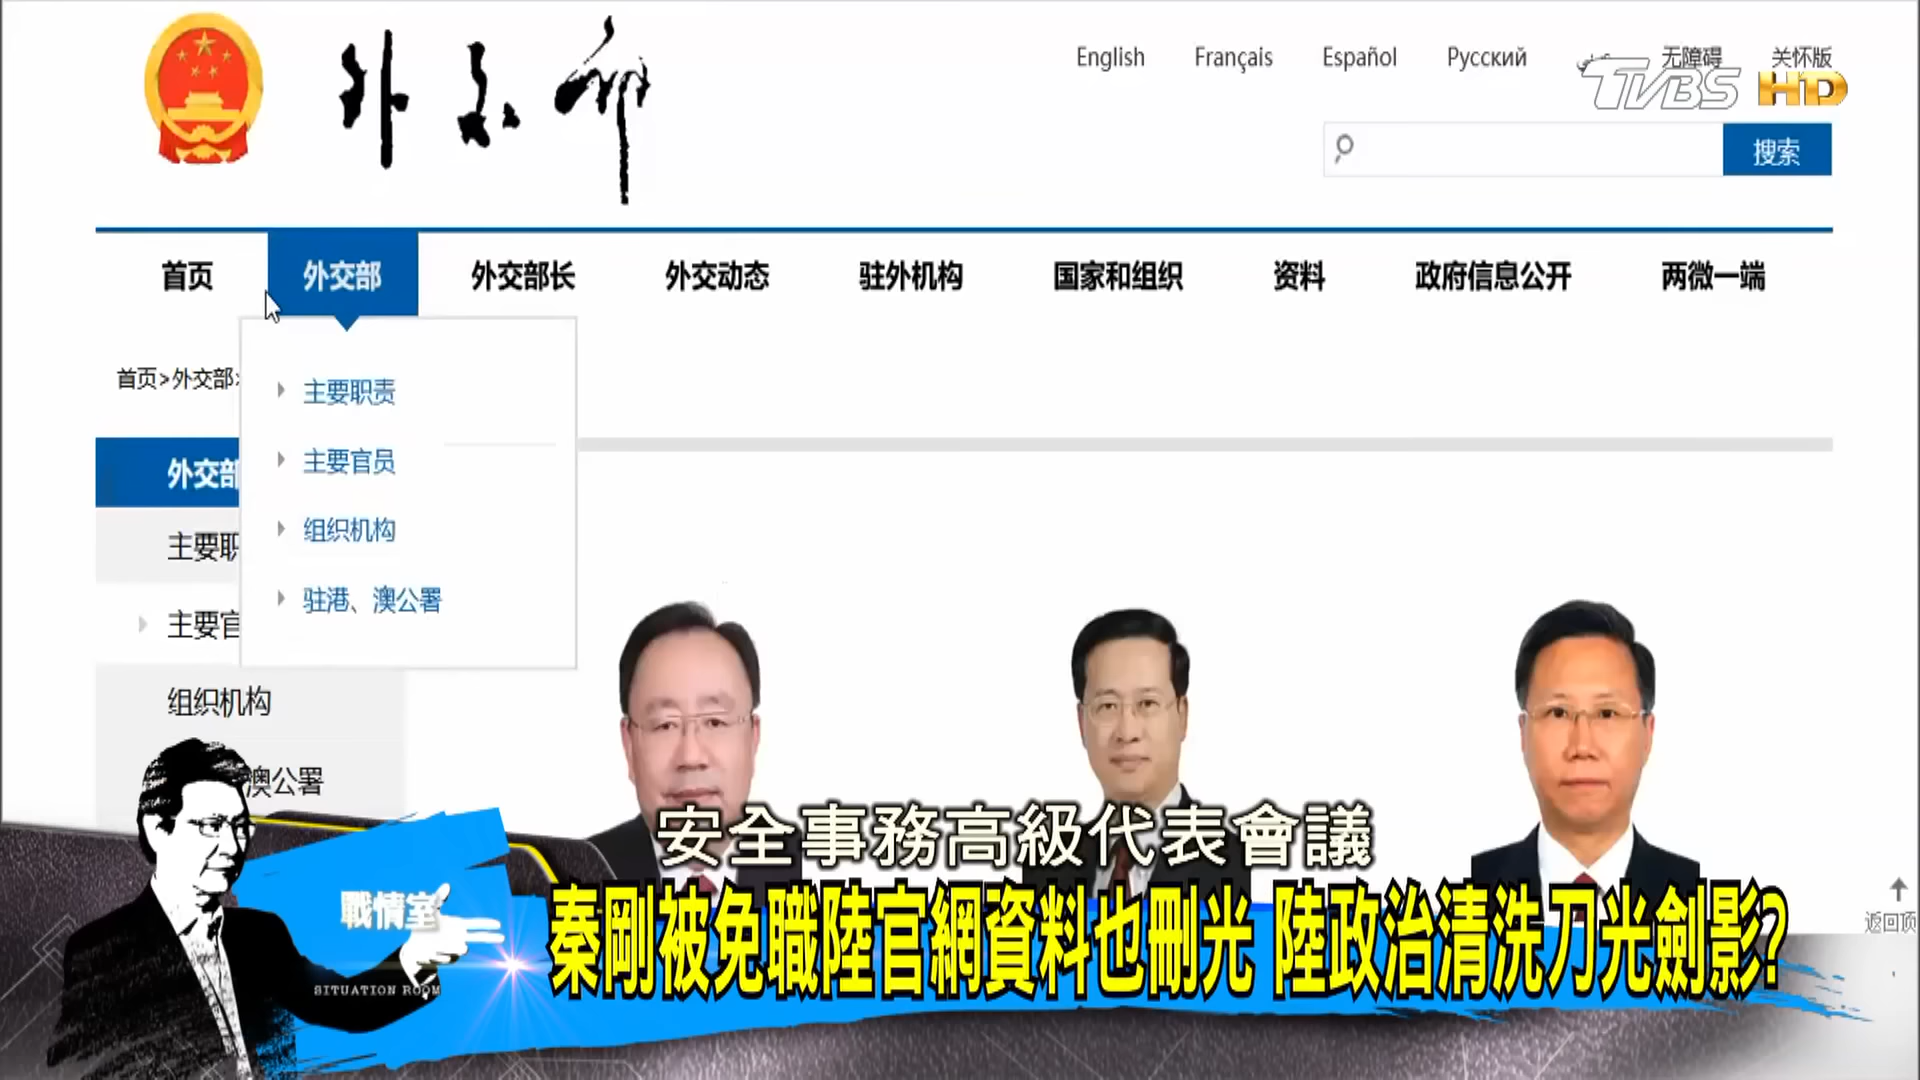 外交部
English Français Español Русский 无障碍 关怀版
TVBS HD
搜索
首页 外交部 外交部长 外交动态 驻外机构 国家和组织 资料 政府信息公开 两微一端
首页>外交部>
主要职责
主要官员
组织机构
驻港、澳公署
外交部
主要职
主要官
组织机构
澳公署
安全事務高級代表會議
戰情室
SITUATION ROOM
秦剛被免職陸官網資料也刪光 陸政治清洗刀光劍影?
返回顶